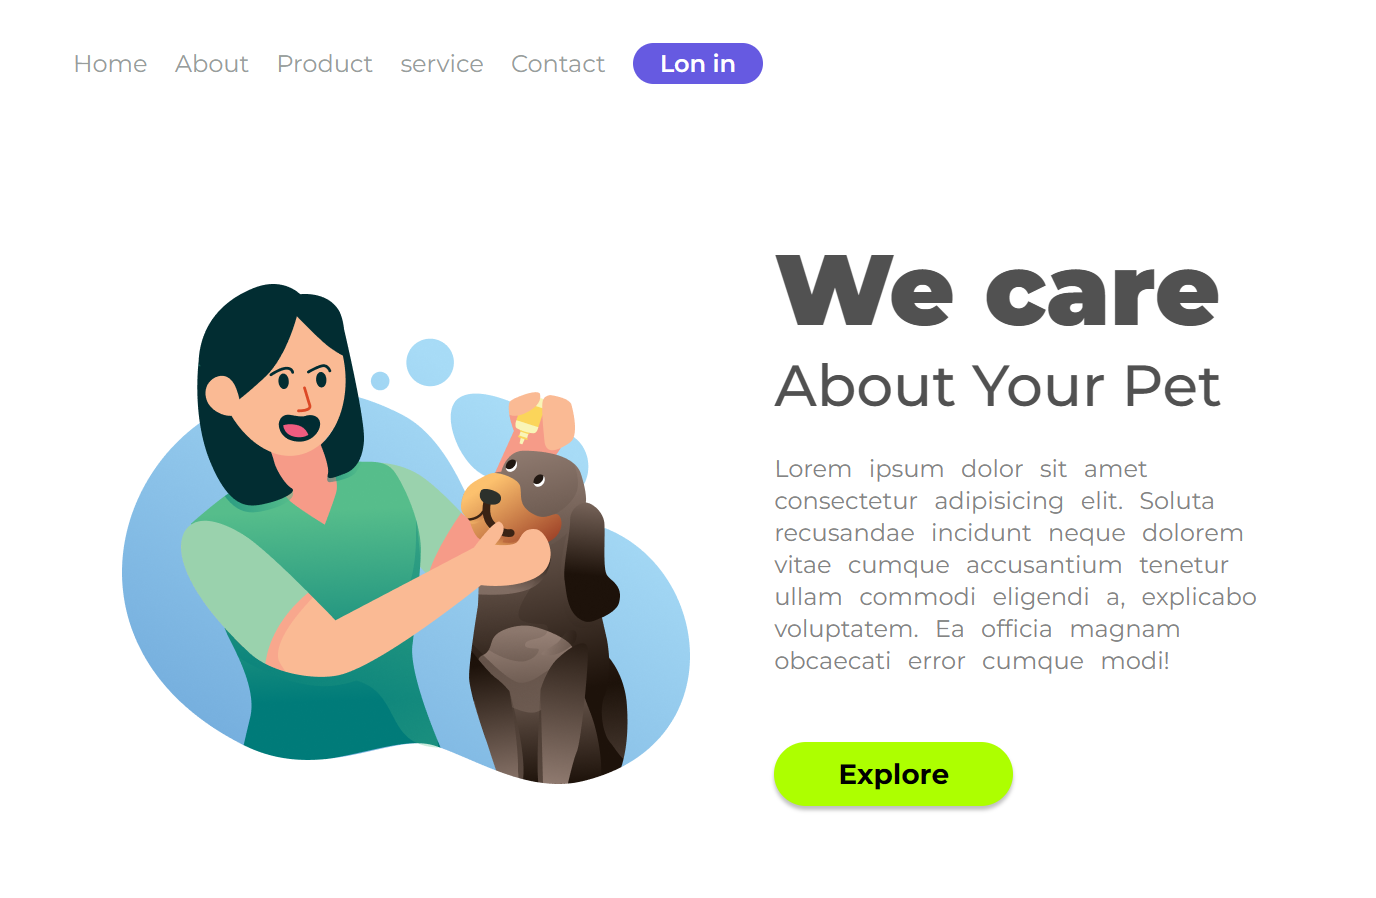 Home About Product service Contact Lon in
We care
About Your Pet
Lorem ipsum dolor sit amet
consectetur adipisicing elit. Soluta
recusandae incidunt neque dolorem
vitae cumque accusantium tenetur
ullam commodi eligendi a, explicabo
voluptatem. Ea officia magnam
obcaecati error cumque modi!
Explore